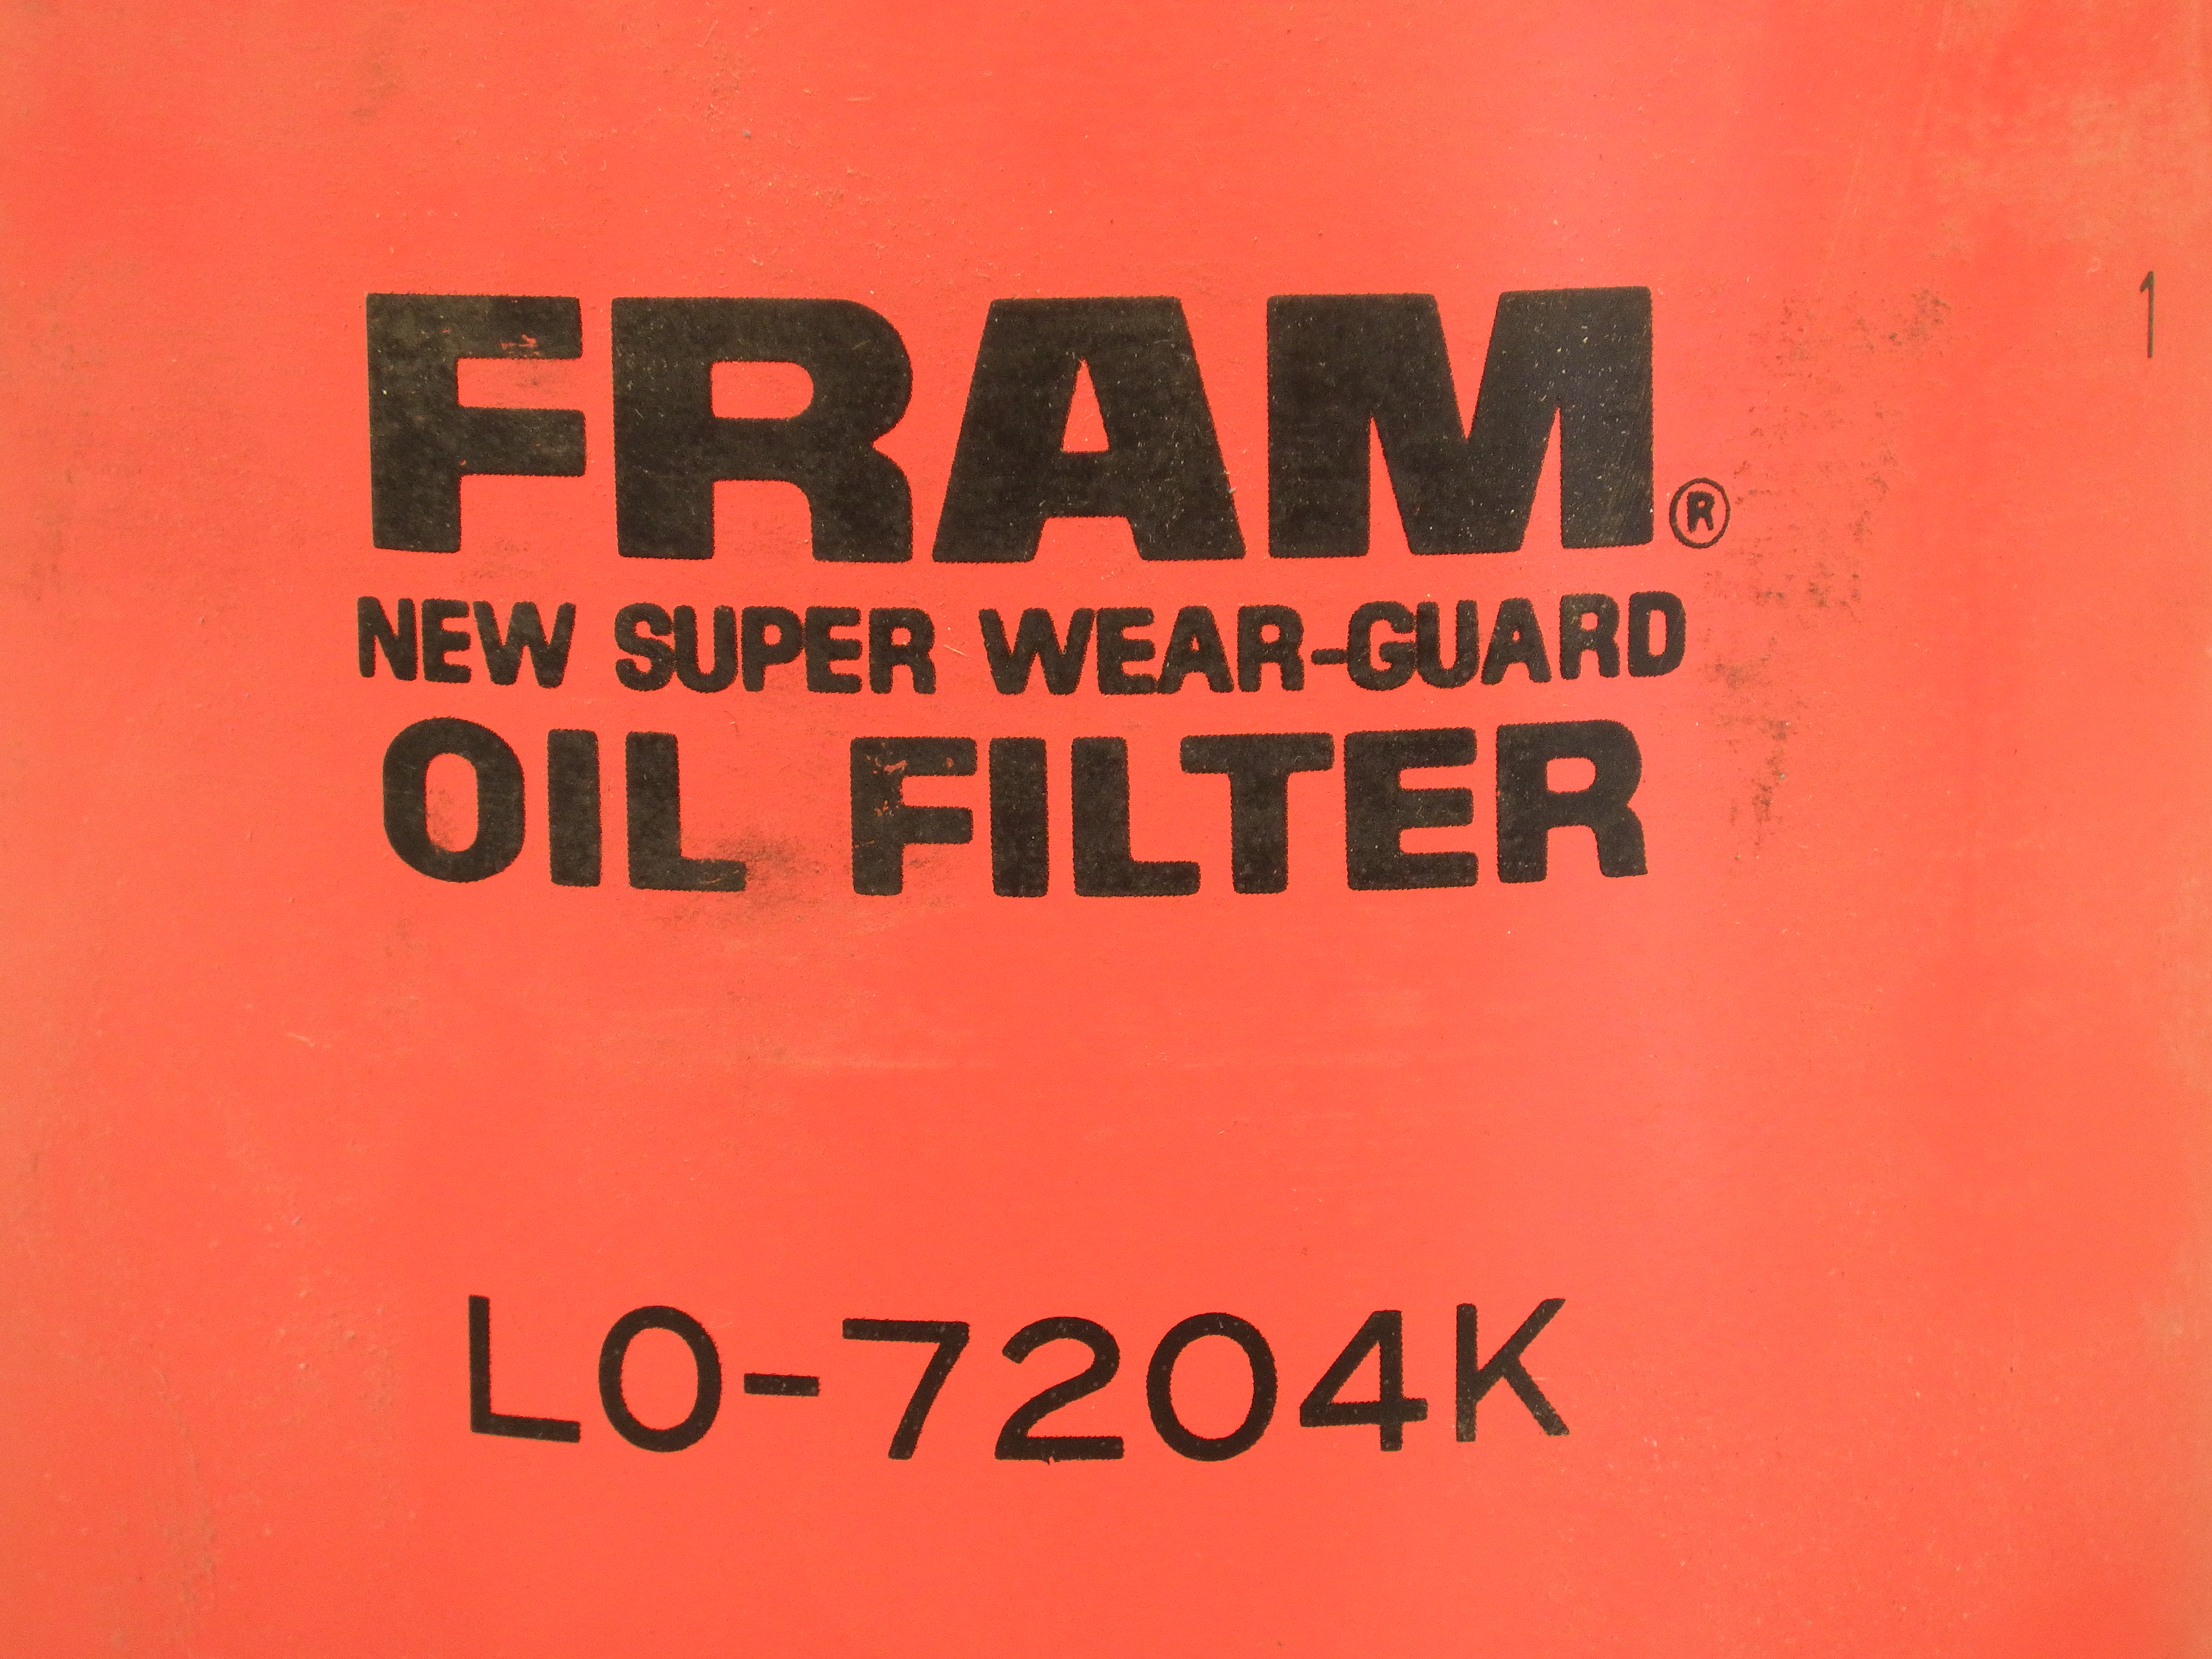 FRAM®
NEW SUPER WEAR-GUARD
OIL FILTER
LO-7204K
1